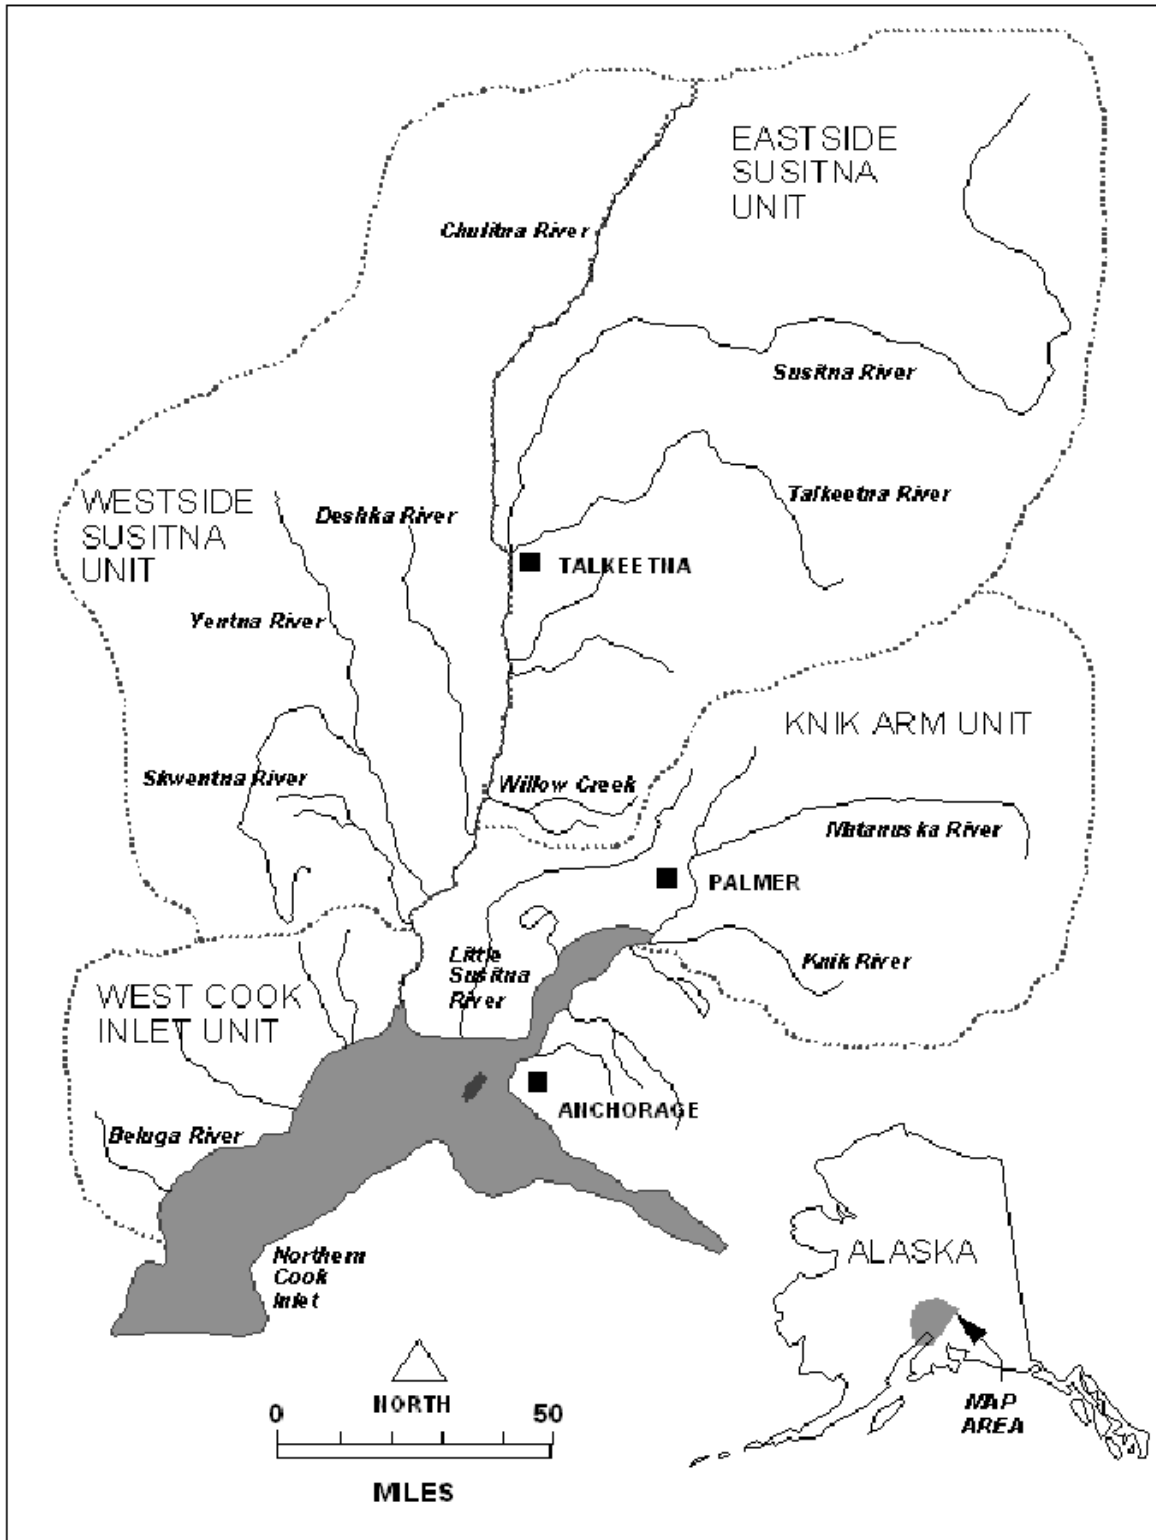 EASTSIDE
SUSITNA
UNIT
Chulitna River
Susitna River
WESTSIDE
SUSITNA
UNIT
Deshka River
Talkeetna River
TALKEETNA
Yentna River
KNIK ARM UNIT
Skwentna River
Willow Creek
Matanuska River
PALMER
Little
Susitna
River
Knik River
WEST COOK
INLET UNIT
ANCHORAGE
Beluga River
Northern
Cook
Inlet
ALASKA
MAP
AREA
NORTH
0 50
MILES